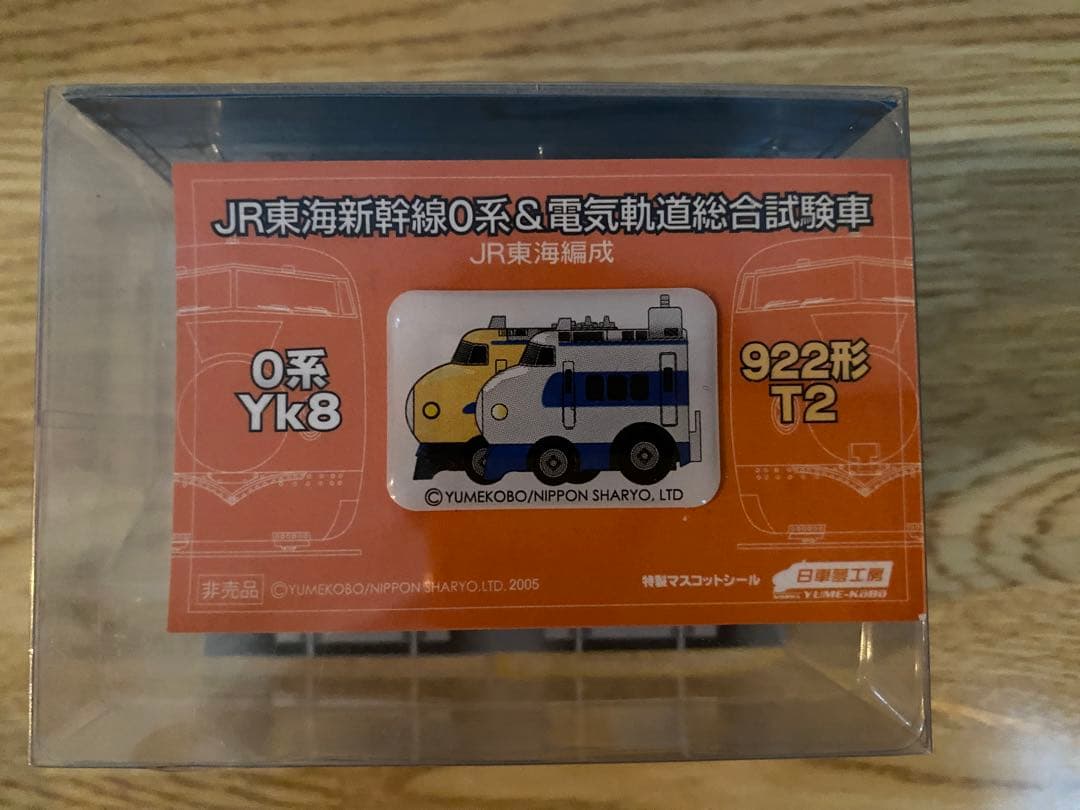 JR東海新幹線0系&電気軌道総合試験車
JR東海編成
0系
Yk8
922形
T2
©YUMEKOBO/NIPPON SHARYO, LTD
非売品
©YUMEKOBO/NIPPON SHARYO,LTD. 2005
特製マスコットシール
日車夢工房
YUME-KoBo